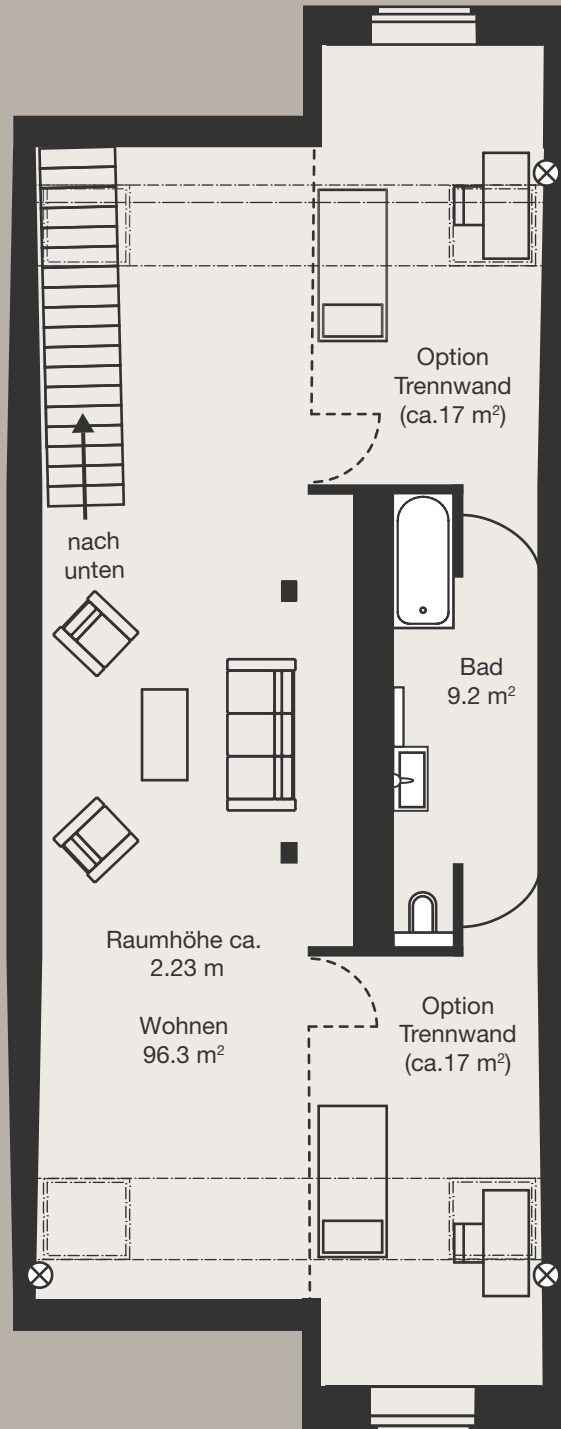 Option
Trennwand
(ca.17 m²)
nach
unten
Bad
9.2 m²
Raumhöhe ca.
2.23 m
Wohnen
96.3 m²
Option
Trennwand
(ca.17 m²)